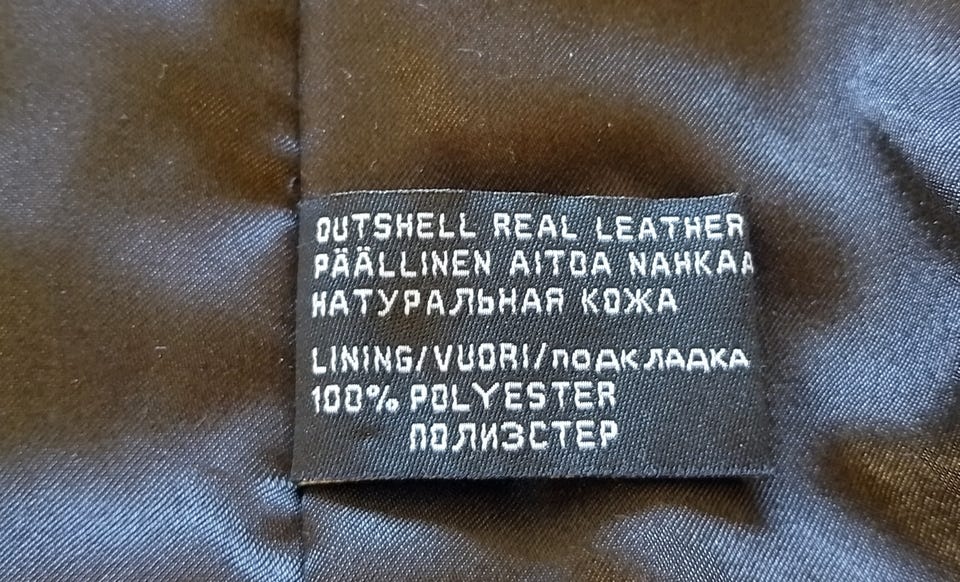 OUTSHELL REAL LEATHER
PÄÄLLINEN AITOA NAHKAA
НАТУРАЛЬНАЯ КОЖА
LINING/VUORI/подкладка
100% POLYESTER
ПОЛИЭСТЕР